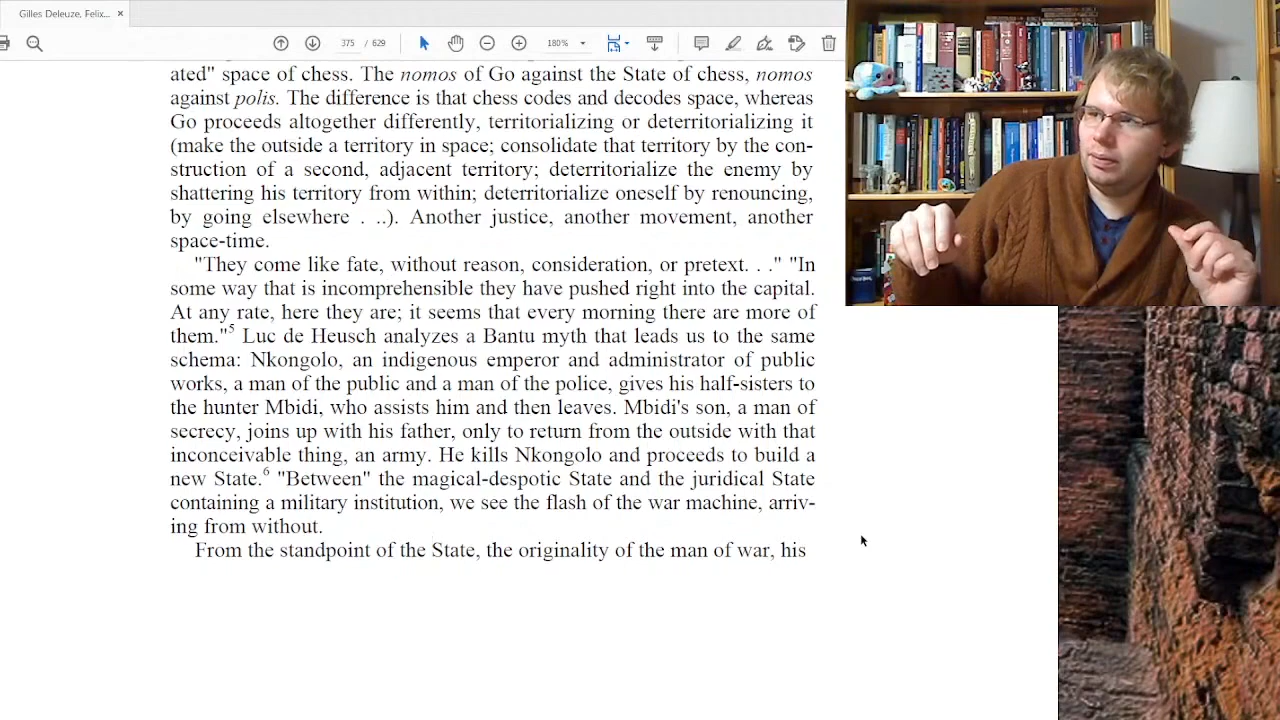 Gilles Deleuze, Felix...
375 / 629
180%
ated" space of chess. The nomos of Go against the State of chess, nomos
against polis. The difference is that chess codes and decodes space, whereas
Go proceeds altogether differently, territorializing or deterritorializing it
(make the outside a territory in space; consolidate that territory by the con-
struction of a second, adjacent territory; deterritorialize the enemy by
shattering his territory from within; deterritorialize oneself by renouncing,
by going elsewhere . ..). Another justice, another movement, another
space-time.
"They come like fate, without reason, consideration, or pretext. . ." "In
some way that is incomprehensible they have pushed right into the capital.
At any rate, here they are; it seems that every morning there are more of
them."5 Luc de Heusch analyzes a Bantu myth that leads us to the same
schema: Nkongolo, an indigenous emperor and administrator of public
works, a man of the public and a man of the police, gives his half-sisters to
the hunter Mbidi, who assists him and then leaves. Mbidi's son, a man of
secrecy, joins up with his father, only to return from the outside with that
inconceivable thing, an army. He kills Nkongolo and proceeds to build a
new State.6 "Between" the magical-despotic State and the juridical State
containing a military institution, we see the flash of the war machine, arriv-
ing from without.
From the standpoint of the State, the originality of the man of war, his